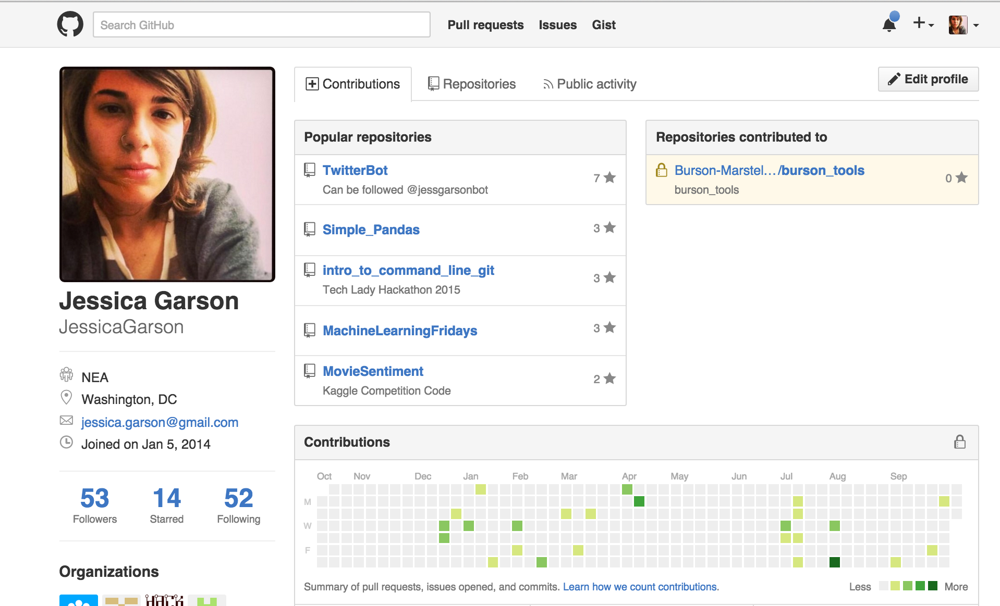 Search GitHub
Pull requests
Issues
Gist
Contributions
Repositories
Public activity
Edit profile
Jessica Garson
JessicaGarson
NEA
Washington, DC
jessica.garson@gmail.com
Joined on Jan 5, 2014
53
Followers
14
Starred
52
Following
Organizations
HACK
Popular repositories
TwitterBot
Can be followed @jessgarsonbot
7
Simple_Pandas
3
intro_to_command_line_git
Tech Lady Hackathon 2015
3
MachineLearningFridays
3
MovieSentiment
Kaggle Competition Code
2
Repositories contributed to
Burson-Marstel…/burson_tools
burson_tools
0
Contributions
Oct Nov Dec Jan Feb Mar Apr May Jun Jul Aug Sep
M
W
F
Summary of pull requests, issues opened, and commits. Learn how we count contributions.
Less
More